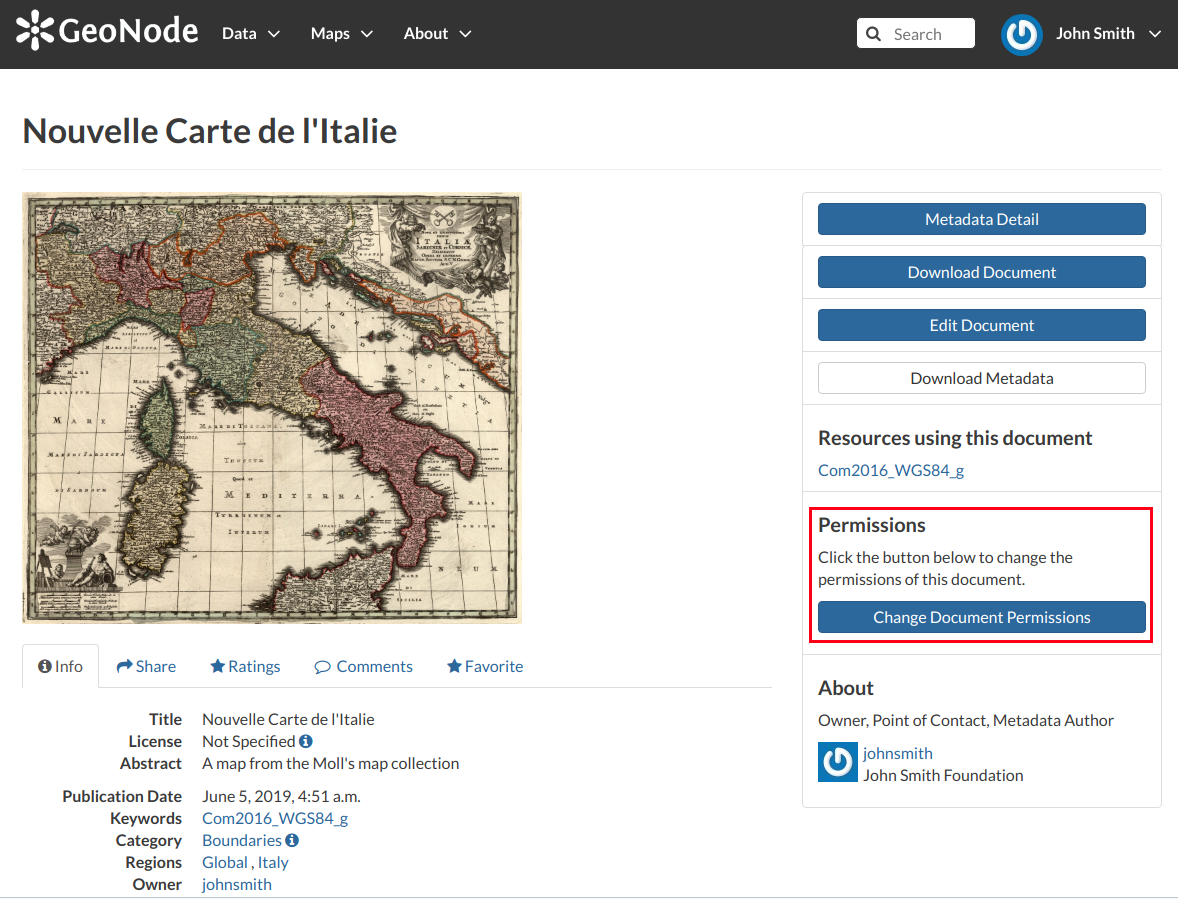 GeoNode
Data
Maps
About
Search
John Smith
Nouvelle Carte de l'Italie
ITALIA
MARE
MARE DI TOSCANA
MEDITERRA
Metadata Detail
Download Document
Edit Document
Download Metadata
Resources using this document
Com2016_WGS84_g
Permissions
Click the button below to change the
permissions of this document.
Change Document Permissions
About
Owner, Point of Contact, Metadata Author
johnsmith
John Smith Foundation
Info
Share
Ratings
Comments
Favorite
Title Nouvelle Carte de l'Italie
License Not Specified
Abstract A map from the Moll's map collection
Publication Date June 5, 2019, 4:51 a.m.
Keywords Com2016_WGS84_g
Category Boundaries
Regions Global , Italy
Owner johnsmith